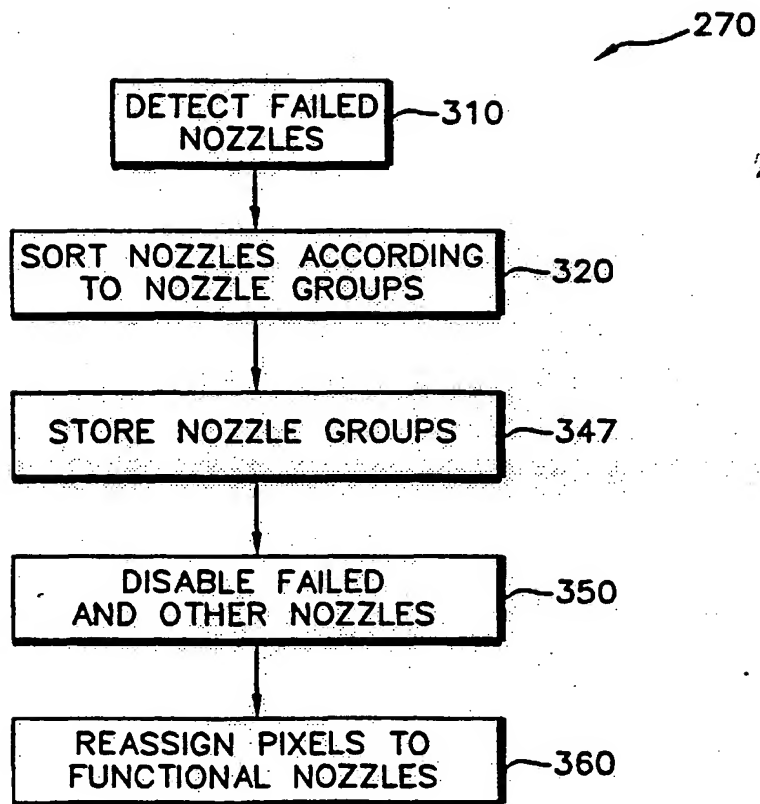 270
DETECT FAILED
NOZZLES
310
SORT NOZZLES ACCORDING
TO NOZZLE GROUPS
320
STORE NOZZLE GROUPS
347
DISABLE FAILED
AND OTHER NOZZLES
350
REASSIGN PIXELS TO
FUNCTIONAL NOZZLES
360